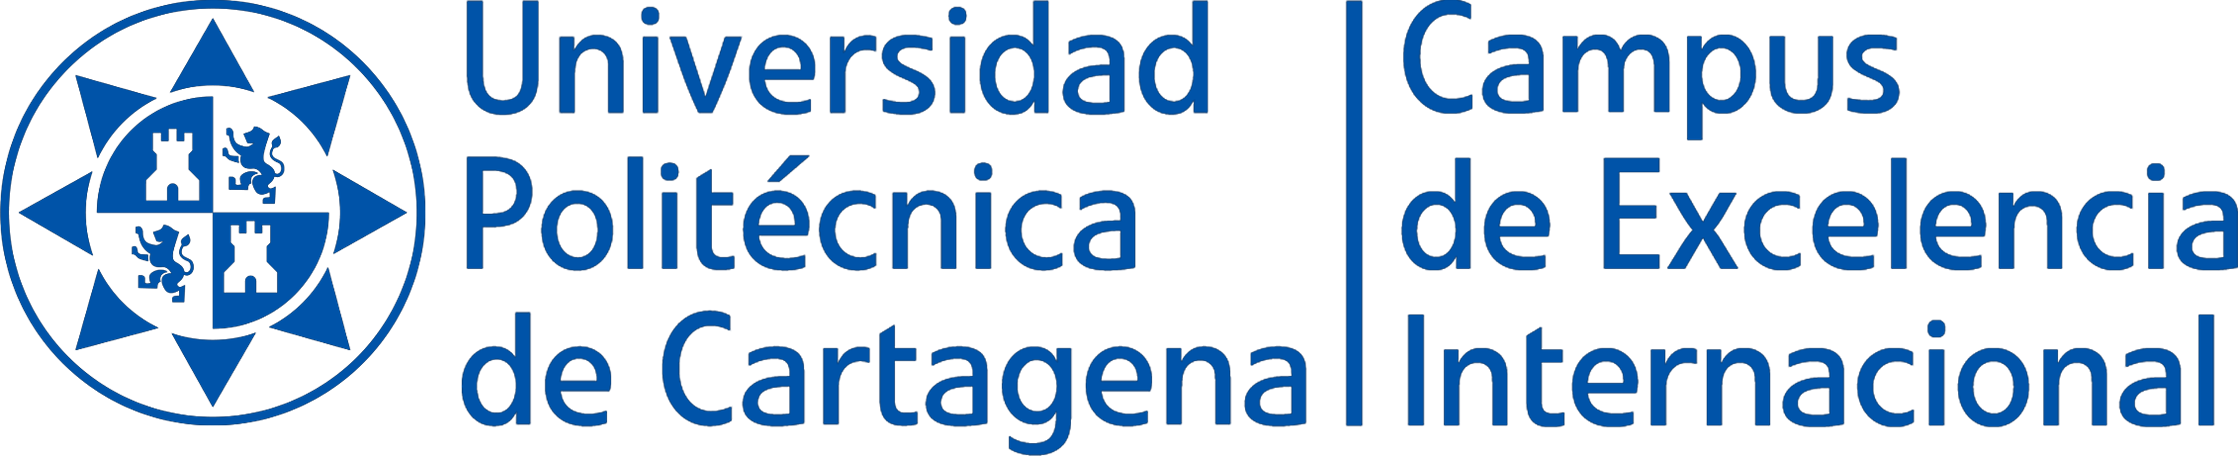 Universidad
Politécnica
de Cartagena
Campus
de Excelencia
Internacional